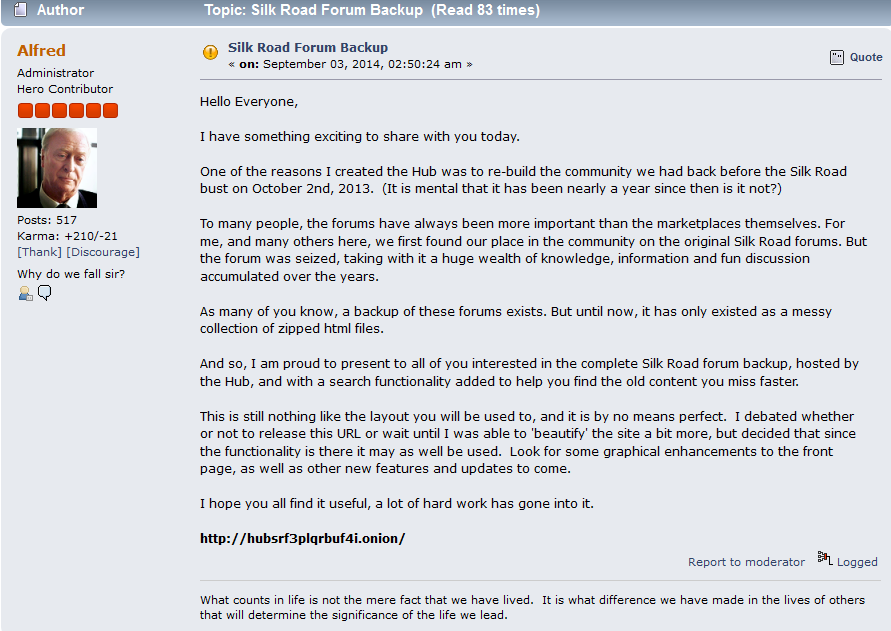 Author
Topic: Silk Road Forum Backup (Read 83 times)
Alfred
Administrator
Hero Contributor
Posts: 517
Karma: +210/-21
[Thank] [Discourage]
Why do we fall sir?
Silk Road Forum Backup
« on: September 03, 2014, 02:50:24 am »
Quote
Hello Everyone,
I have something exciting to share with you today.
One of the reasons I created the Hub was to re-build the community we had back before the Silk Road
bust on October 2nd, 2013.  (It is mental that it has been nearly a year since then is it not?)
To many people, the forums have always been more important than the marketplaces themselves. For
me, and many others here, we first found our place in the community on the original Silk Road forums. But
the forum was seized, taking with it a huge wealth of knowledge, information and fun discussion
accumulated over the years.
As many of you know, a backup of these forums exists. But until now, it has only existed as a messy
collection of zipped html files.
And so, I am proud to present to all of you interested in the complete Silk Road forum backup, hosted by
the Hub, and with a search functionality added to help you find the old content you miss faster.
This is still nothing like the layout you will be used to, and it is by no means perfect.  I debated whether
or not to release this URL or wait until I was able to 'beautify' the site a bit more, but decided that since
the functionality is there it may as well be used.  Look for some graphical enhancements to the front
page, as well as other new features and updates to come.
I hope you all find it useful, a lot of hard work has gone into it.
http://hubsrf3plqrbuf4i.onion/
Report to moderator
Logged
What counts in life is not the mere fact that we have lived.  It is what difference we have made in the lives of others
that will determine the significance of the life we lead.